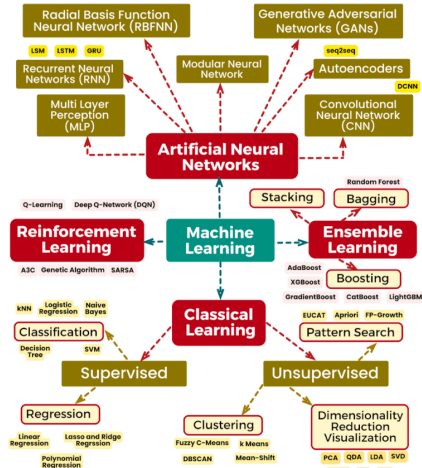 Radial Basis Function
Neural Network (RBFNN)
Generative Adversarial
Networks (GANs)
LSM LSTM GRU
seq2seq
Recurrent Neural
Networks (RNN)
Modular Neural
Network
Autoencoders
DCNN
Multi Layer
Perception
(MLP)
Convolutional
Neural Network
(CNN)
Artificial Neural
Networks
Random Forest
Stacking
Bagging
Q-Learning Deep Q-Network (DQN)
Reinforcement
Learning
Machine
Learning
Ensemble
Learning
A3C Genetic Algorithm SARSA
AdaBoost
XGBoost
Boosting
GradientBoost CatBoost LightGBM
Classical
Learning
kNN
Logistic
Regression
Naive
Bayes
Classification
Decision
Tree
SVM
EUCAT Apriori FP-Growth
Pattern Search
Supervised
Unsupervised
Regression
Linear
Regression
Lasso and Ridge
Regrssion
Polynomial
Regression
Clustering
Fuzzy C-Means k Means
DBSCAN Mean-Shift
Dimensionality
Reduction
Visualization
PCA QDA LDA SVD